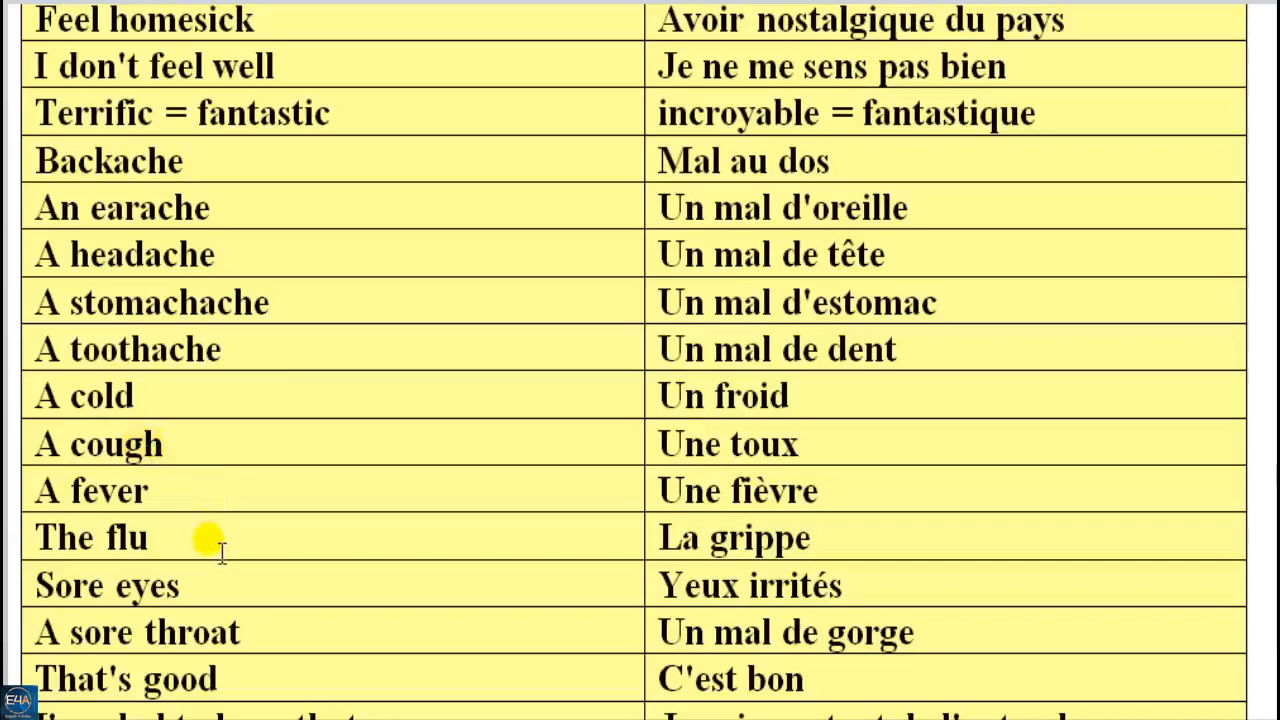 Feel homesick Avoir nostalgique du pays
I don't feel well Je ne me sens pas bien
Terrific = fantastic incroyable = fantastique
Backache Mal au dos
An earache Un mal d'oreille
A headache Un mal de tête
A stomachache Un mal d'estomac
A toothache Un mal de dent
A cold Un froid
A cough Une toux
A fever Une fièvre
The flu La grippe
Sore eyes Yeux irrités
A sore throat Un mal de gorge
That's good C'est bon
E4A